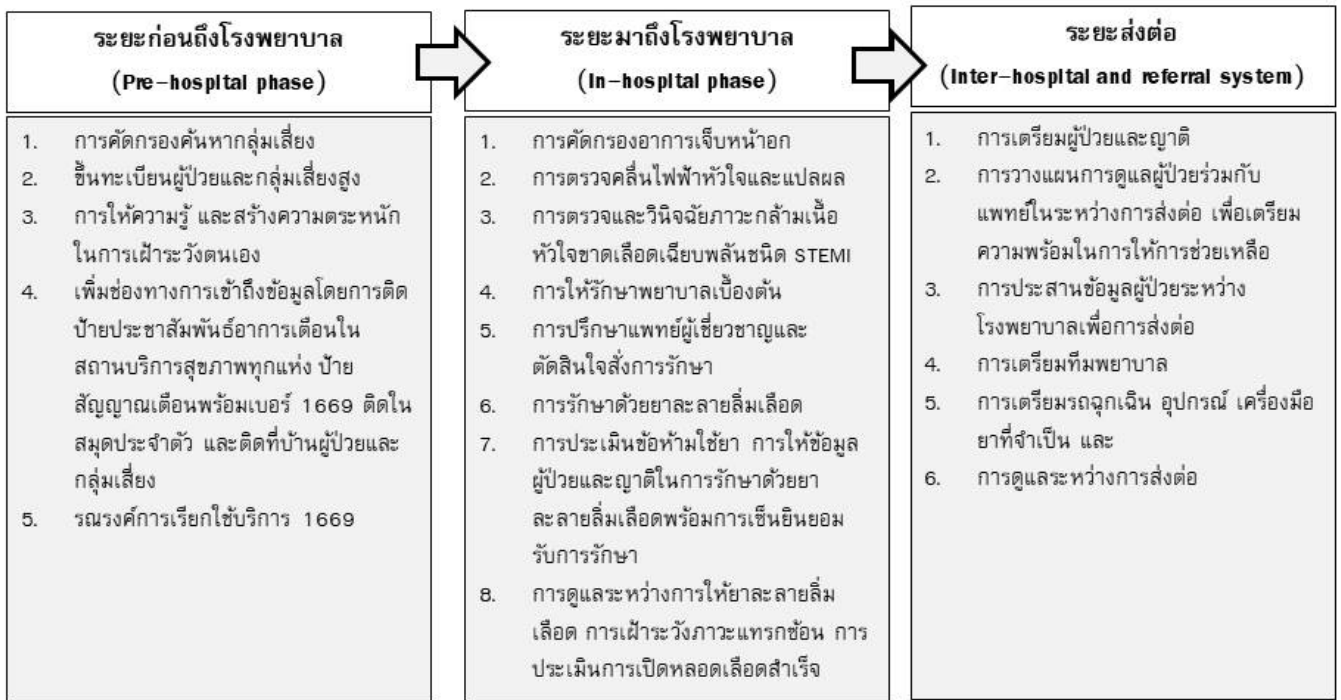 ระยะก่อนถึงโรงพยาบาล
(Pre-hospital phase)
1. การคัดกรองค้นหากลุ่มเสี่ยง
2. ขึ้นทะเบียนผู้ป่วยและกลุ่มเสี่ยงสูง
3. การให้ความรู้ และสร้างความตระหนัก
ในการเฝ้าระวังตนเอง
4. เพิ่มช่องทางการเข้าถึงข้อมูลโดยการติด
ป้ายประชาสัมพันธ์อาการเตือนใน
สถานบริการสุขภาพทุกแห่ง ป้าย
สัญญาณเตือนพร้อมเบอร์ 1669 ติดใน
สมุดประจำตัว และติดที่บ้านผู้ป่วยและ
กลุ่มเสี่ยง
5. รณรงค์การเรียกใช้บริการ 1669
ระยะมาถึงโรงพยาบาล
(In-hospital phase)
1. การคัดกรองอาการเจ็บหน้าอก
2. การตรวจคลื่นไฟฟ้าหัวใจและแปลผล
3. การตรวจและวินิจฉัยภาวะกล้ามเนื้อ
หัวใจขาดเลือดเฉียบพลันชนิด STEMI
4. การให้รักษาพยาบาลเบื้องต้น
5. การปรึกษาแพทย์ผู้เชี่ยวชาญและ
ตัดสินใจสั่งการรักษา
6. การรักษาด้วยยาละลายลิ่มเลือด
7. การประเมินข้อห้ามใช้ยา การให้ข้อมูล
ผู้ป่วยและญาติในการรักษาด้วยยา
ละลายลิ่มเลือดพร้อมการเซ็นยินยอม
รับการรักษา
8. การดูแลระหว่างการให้ยาละลายลิ่ม
เลือด การเฝ้าระวังภาวะแทรกซ้อน การ
ประเมินการเปิดหลอดเลือดสำเร็จ
ระยะส่งต่อ
(Inter-hospital and referral system)
1. การเตรียมผู้ป่วยและญาติ
2. การวางแผนการดูแลผู้ป่วยร่วมกับ
แพทย์ในระหว่างการส่งต่อ เพื่อเตรียม
ความพร้อมในการให้การช่วยเหลือ
3. การประสานข้อมูลผู้ป่วยระหว่าง
โรงพยาบาลเพื่อการส่งต่อ
4. การเตรียมทีมพยาบาล
5. การเตรียมรถฉุกเฉิน อุปกรณ์ เครื่องมือ
ยาที่จำเป็น และ
6. การดูแลระหว่างการส่งต่อ